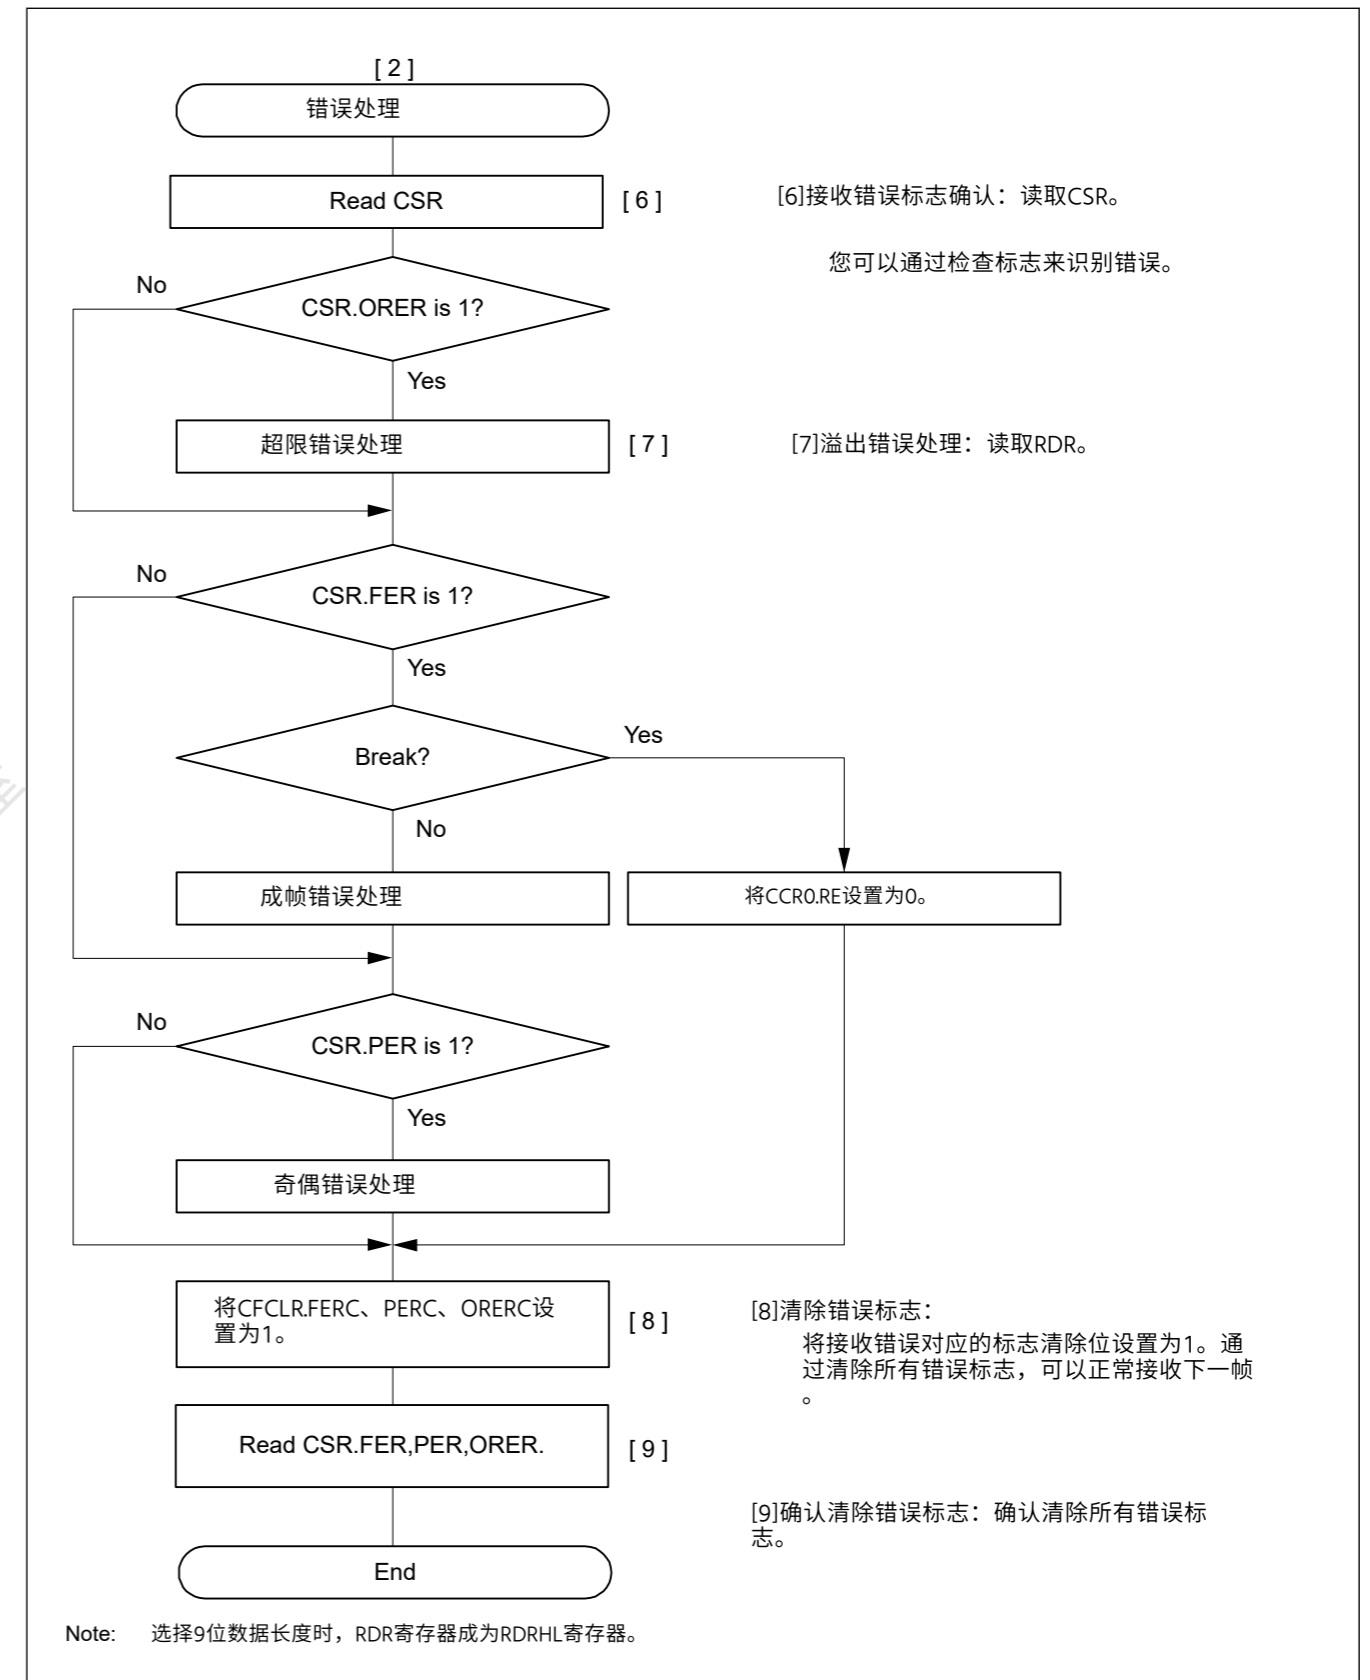 [ 2 ]
错误处理
Read CSR
[ 6 ]
[6]接收错误标志确认：读取CSR。
您可以通过检查标志来识别错误。
No
CSR.ORER is 1?
Yes
超限错误处理
[ 7 ]
[7]溢出错误处理：读取RDR。
No
CSR.FER is 1?
Yes
Break?
Yes
No
成帧错误处理
将CCR0.RE设置为0。
No
CSR.PER is 1?
Yes
奇偶错误处理
将CFCLR.FERC、PERC、ORERC设
置为1。
[ 8 ]
[8]清除错误标志：
将接收错误对应的标志清除位设置为1。通
过清除所有错误标志，可以正常接收下一帧
。
Read CSR.FER,PER,ORER.
[ 9 ]
[9]确认清除错误标志：确认清除所有错误标
志。
End
Note: 选择9位数据长度时，RDR寄存器成为RDRHL寄存器。